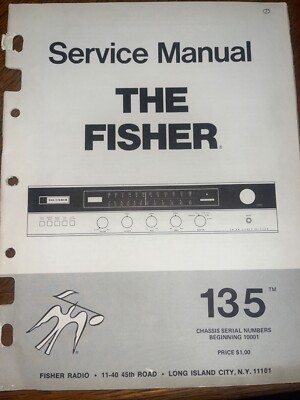 Service Manual
THE
FISHER®
135™
CHASSIS SERIAL NUMBERS
BEGINNING 10001
PRICE $1.00
FISHER RADIO • 11-40 45th ROAD • LONG ISLAND CITY, N.Y. 11101